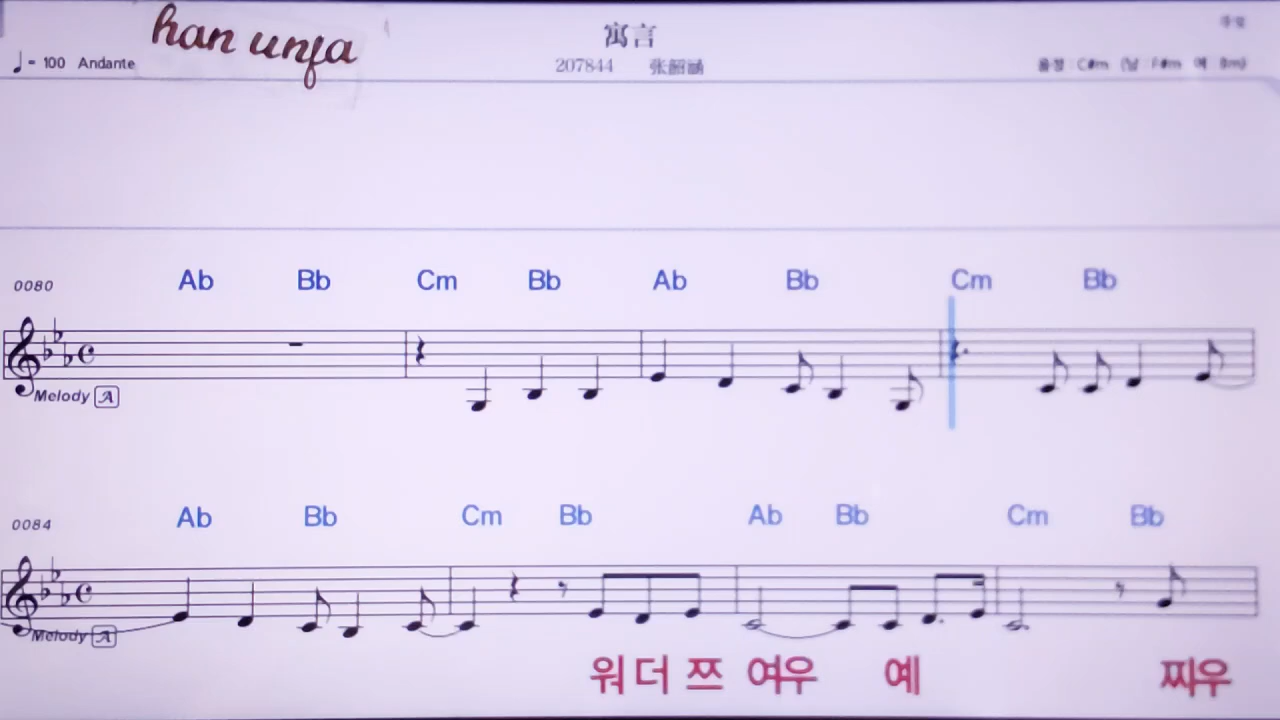 han unfa
寓言
♩= 100 Andante
207844 张韶涵
Ab Bb Cm Bb Ab Bb Cm Bb
0080
Melody A
Ab Bb Cm Bb Ab Bb Cm Bb
0084
Melody A
워 더 쯔 여우 예 찌우